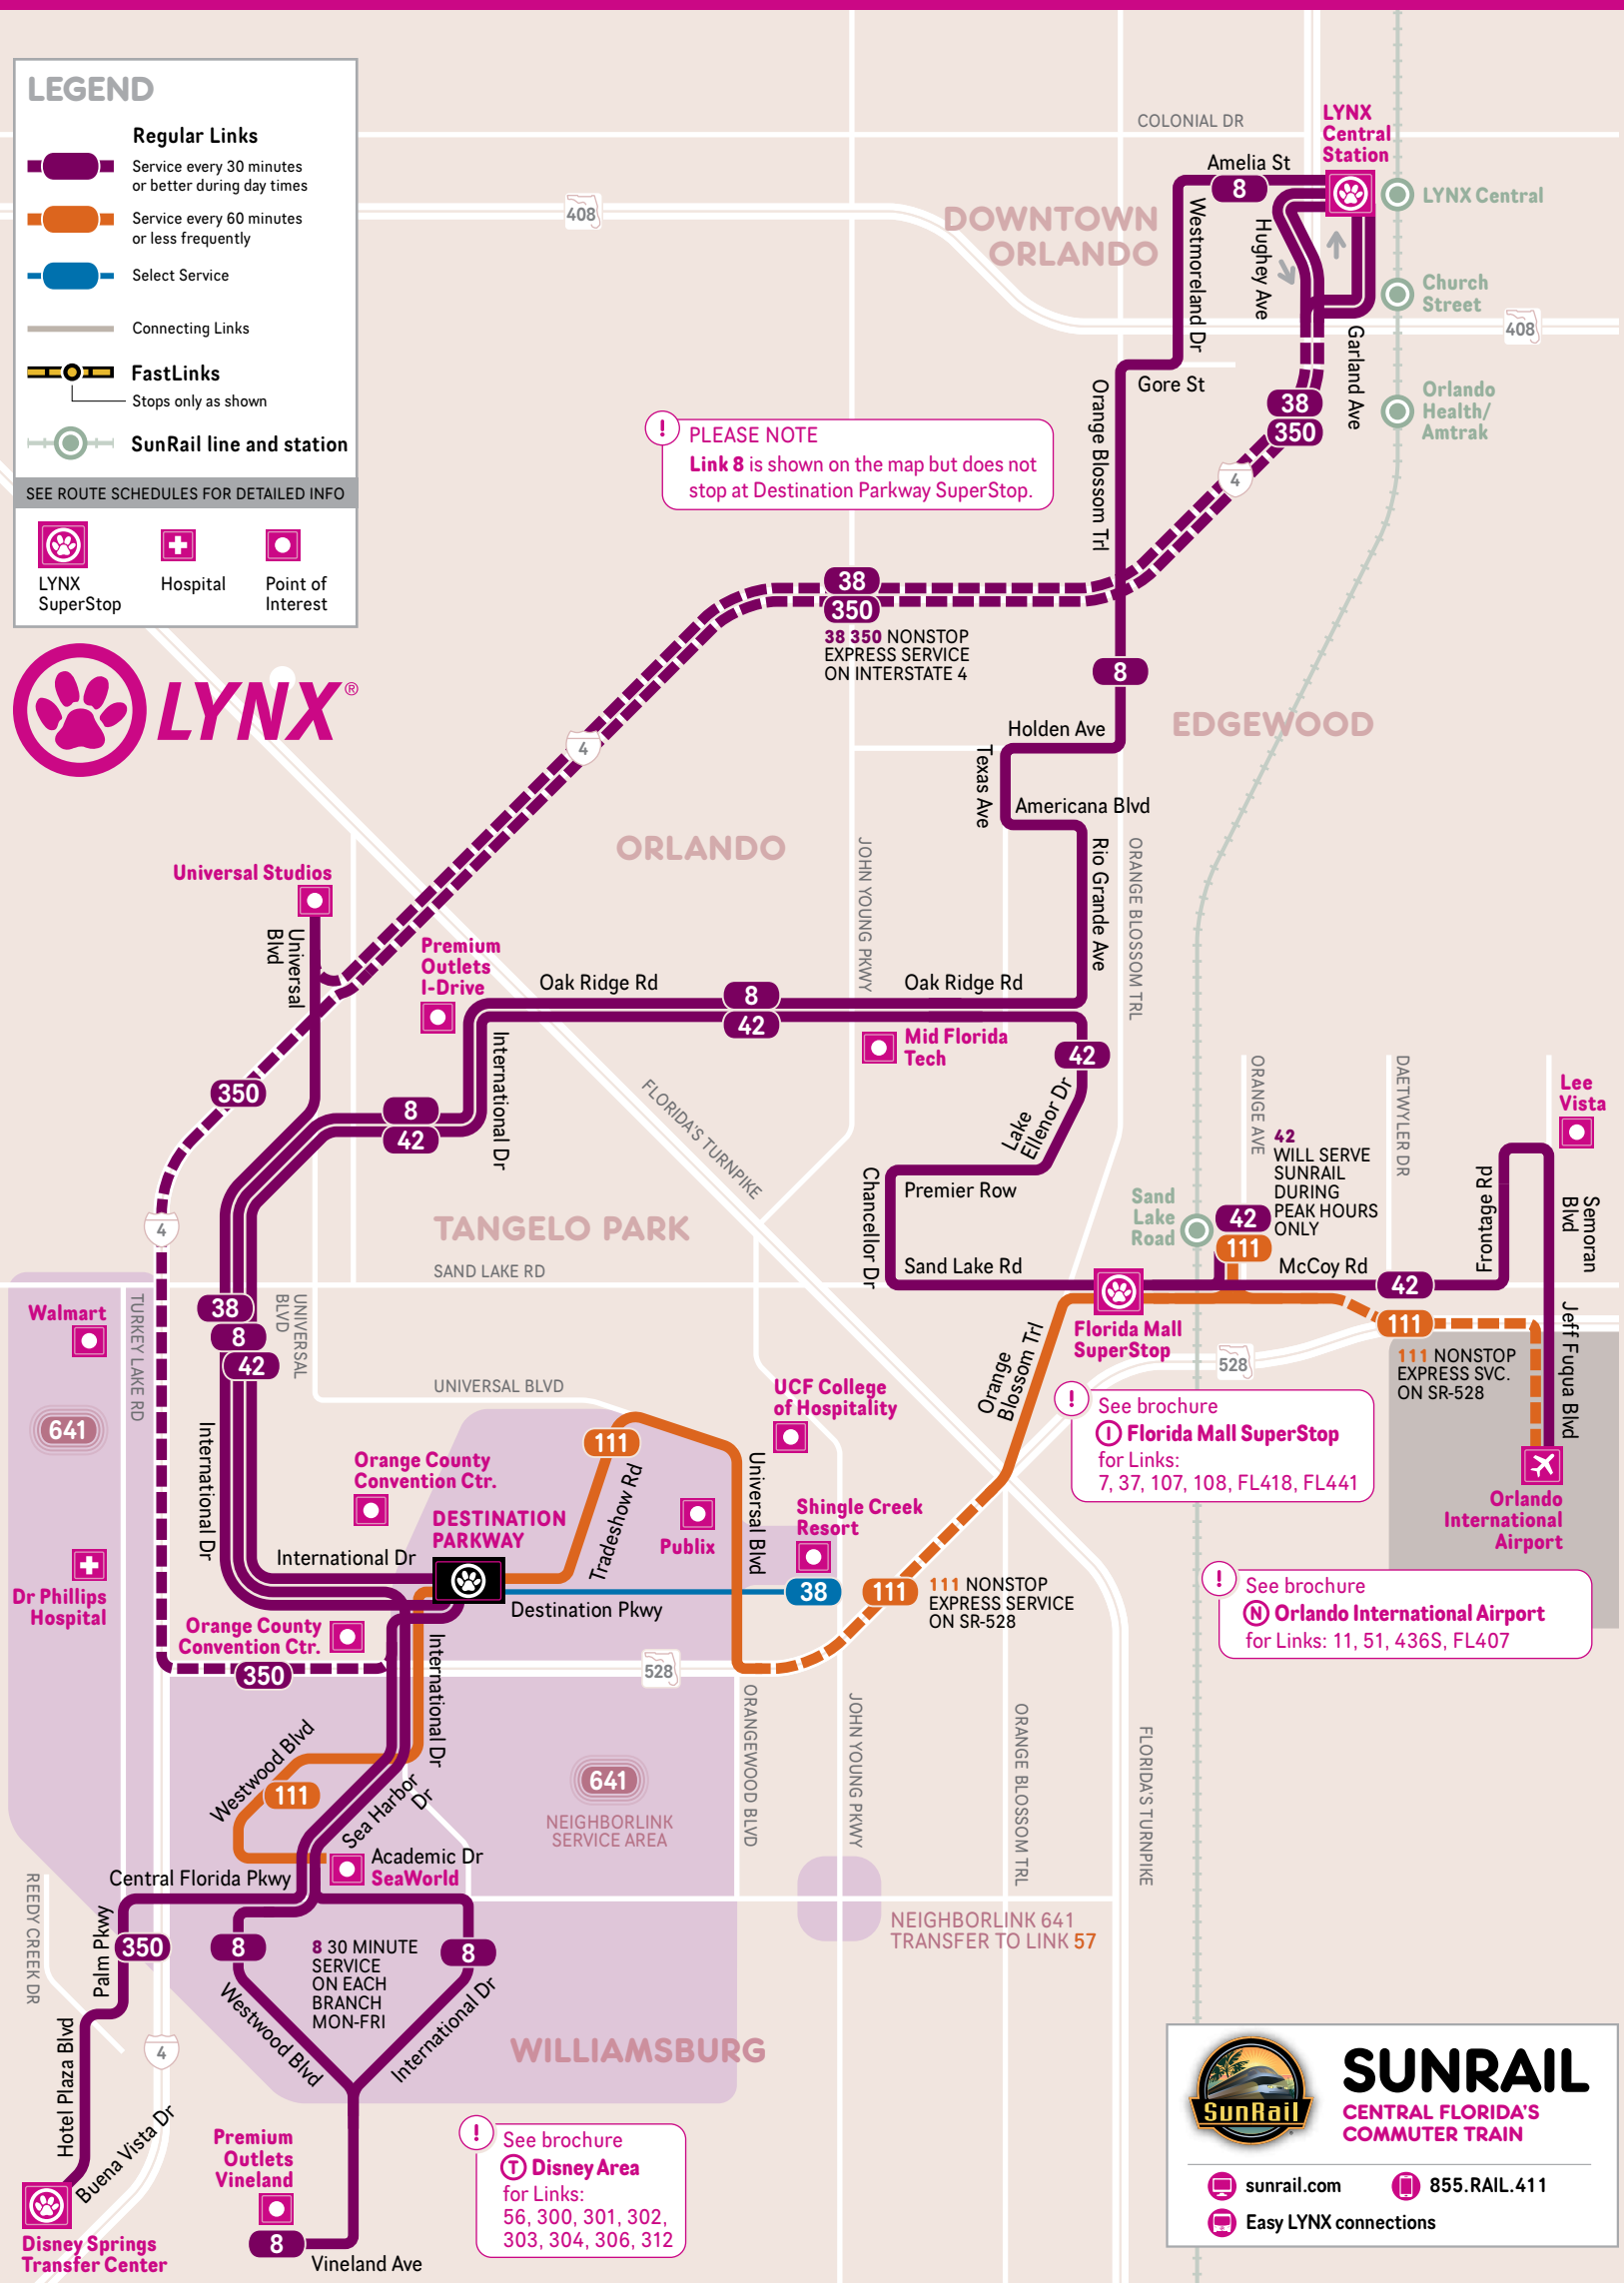 LEGEND
Regular Links
Service every 30 minutes
or better during day times
Service every 60 minutes
or less frequently
Select Service
Connecting Links
FastLinks
Stops only as shown
SunRail line and station
SEE ROUTE SCHEDULES FOR DETAILED INFO
LYNX
SuperStop
Hospital
Point of
Interest
LYNX®
COLONIAL DR
LYNX
Central
Station
Amelia St
8
LYNX Central
408
DOWNTOWN
ORLANDO
Westmoreland Dr
Hughey Ave
Church
Street
408
Garland Ave
Gore St
Orange Blossom Trl
38
350
Orlando
Health/
Amtrak
!
PLEASE NOTE
Link 8 is shown on the map but does not
stop at Destination Parkway SuperStop.
4
38
350
38 350 NONSTOP
EXPRESS SERVICE
ON INTERSTATE 4
8
EDGEWOOD
Holden Ave
4
Texas Ave
Americana Blvd
ORLANDO
JOHN YOUNG PKWY
Rio Grande Ave
ORANGE BLOSSOM TRL
Universal Studios
Universal
Blvd
Premium
Outlets
I-Drive
Oak Ridge Rd
8
42
Oak Ridge Rd
Mid Florida
Tech
42
International Dr
350
8
42
FLORIDA'S TURNPIKE
Lake
Ellenor Dr
ORANGE AVE
DAETWYLER DR
Lee
Vista
42
WILL SERVE
SUNRAIL
DURING
PEAK HOURS
ONLY
Chancellor Dr
Premier Row
Sand
Lake
Road
42
111
Frontage Rd
Semoran
Blvd
4
TANGELO PARK
SAND LAKE RD
Sand Lake Rd
McCoy Rd
42
Walmart
TURKEY LAKE RD
38
8
42
UNIVERSAL
BLVD
Florida Mall
SuperStop
Orange
Blossom Trl
111
111 NONSTOP
EXPRESS SVC.
ON SR-528
Jeff Fuqua Blvd
528
UNIVERSAL BLVD
UCF College
of Hospitality
!
See brochure
I Florida Mall SuperStop
for Links:
7, 37, 107, 108, FL418, FL441
641
International Dr
111
Orange County
Convention Ctr.
Tradeshow Rd
Universal Blvd
Orlando
International
Airport
DESTINATION
PARKWAY
Publix
Shingle Creek
Resort
International Dr
Dr Phillips
Hospital
38
111
111 NONSTOP
EXPRESS SERVICE
ON SR-528
Destination Pkwy
!
See brochure
N Orlando International Airport
for Links: 11, 51, 436S, FL407
Orange County
Convention Ctr.
350
International Dr
528
ORANGEWOOD BLVD
JOHN YOUNG PKWY
ORANGE BLOSSOM TRL
FLORIDA'S TURNPIKE
Westwood Blvd
111
Sea Harbor
Dr
641
NEIGHBORLINK
SERVICE AREA
Academic Dr
SeaWorld
Central Florida Pkwy
REEDY CREEK DR
Palm Pkwy
350
8
8 30 MINUTE
SERVICE
ON EACH
BRANCH
MON-FRI
8
NEIGHBORLINK 641
TRANSFER TO LINK 57
Westwood Blvd
International Dr
WILLIAMSBURG
4
Hotel Plaza Blvd
Buena Vista Dr
Premium
Outlets
Vineland
8
Vineland Ave
Disney Springs
Transfer Center
!
See brochure
T Disney Area
for Links:
56, 300, 301, 302,
303, 304, 306, 312
SunRail
SUNRAIL
CENTRAL FLORIDA'S
COMMUTER TRAIN
sunrail.com
855.RAIL.411
Easy LYNX connections